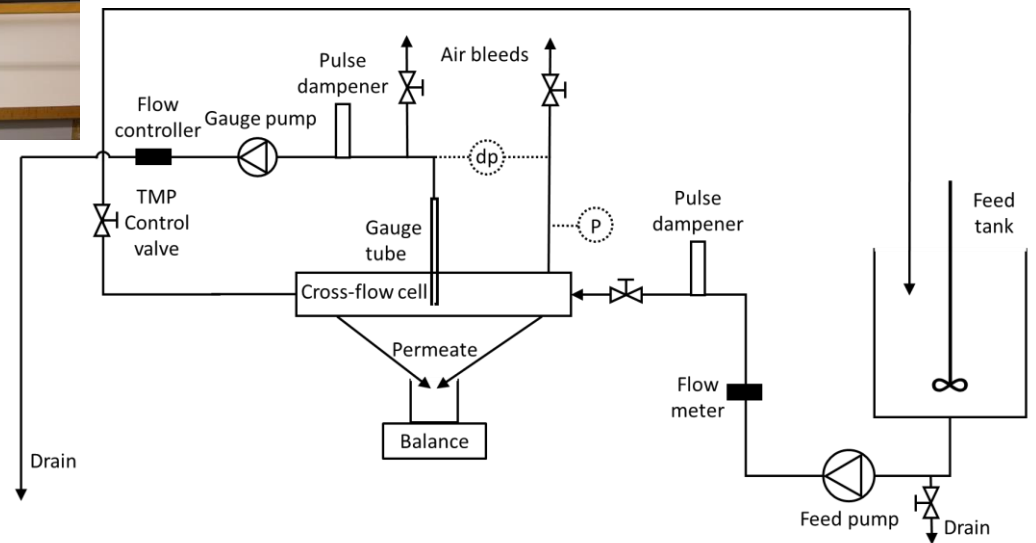 Pulse
dampener
Air bleeds
Flow
controller
Gauge pump
dp
TMP
Control
valve
Gauge
tube
P
Pulse
dampener
Feed
tank
Cross-flow cell
Permeate
Flow
meter
Balance
Drain
Feed pump
Drain